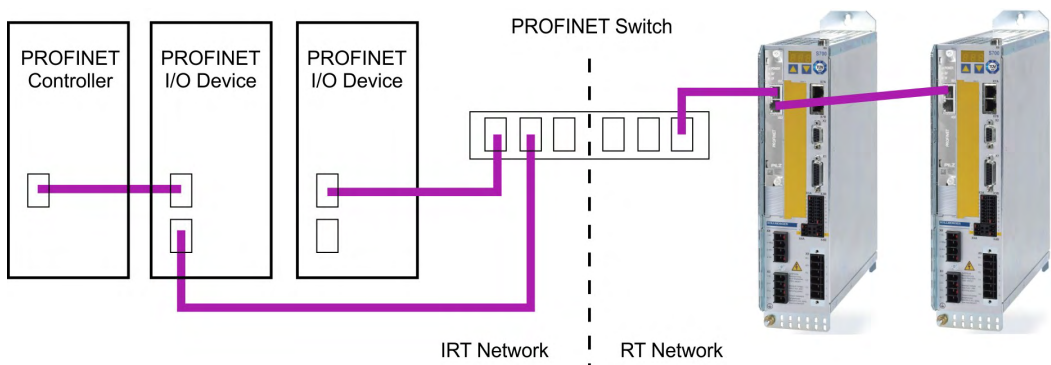 PROFINET Switch
PROFINET
Controller
PROFINET
I/O Device
PROFINET
I/O Device
IRT Network
RT Network